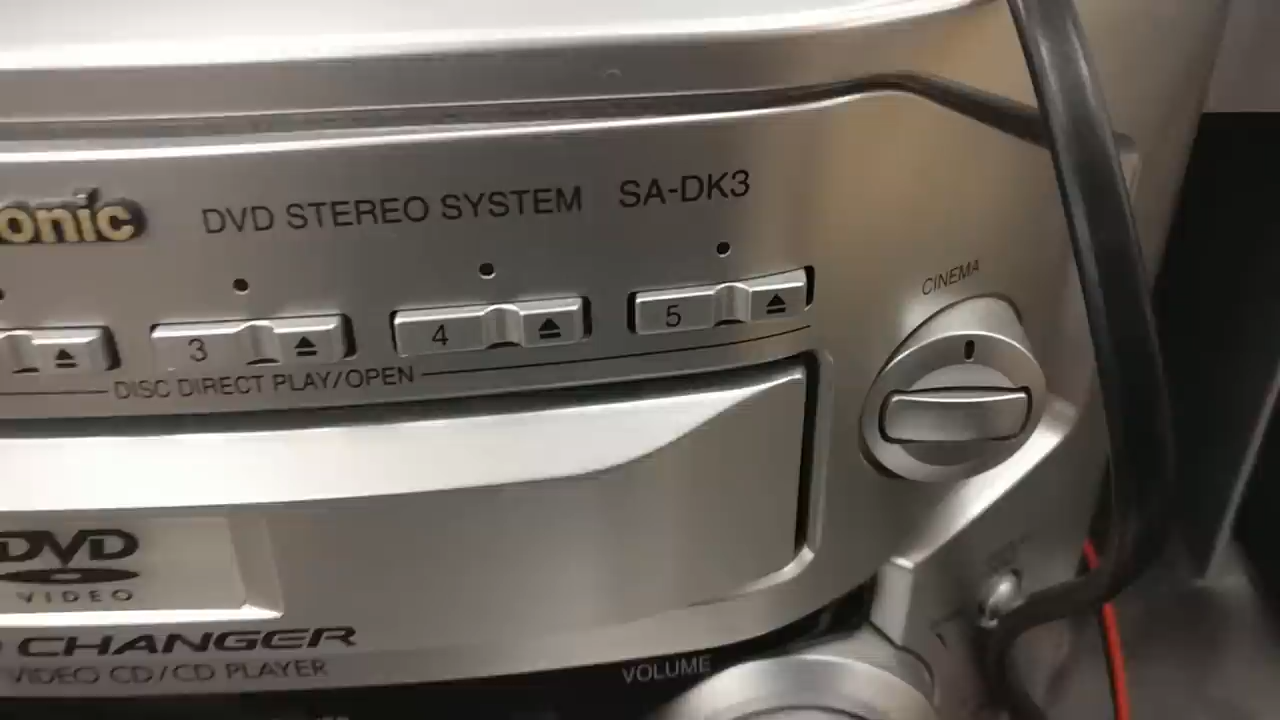 onic
DVD STEREO SYSTEM SA-DK3
CINEMA
3 4 5
DISC DIRECT PLAY/OPEN
DVD
VIDEO
CHANGER
VIDEO CD/CD PLAYER
VOLUME